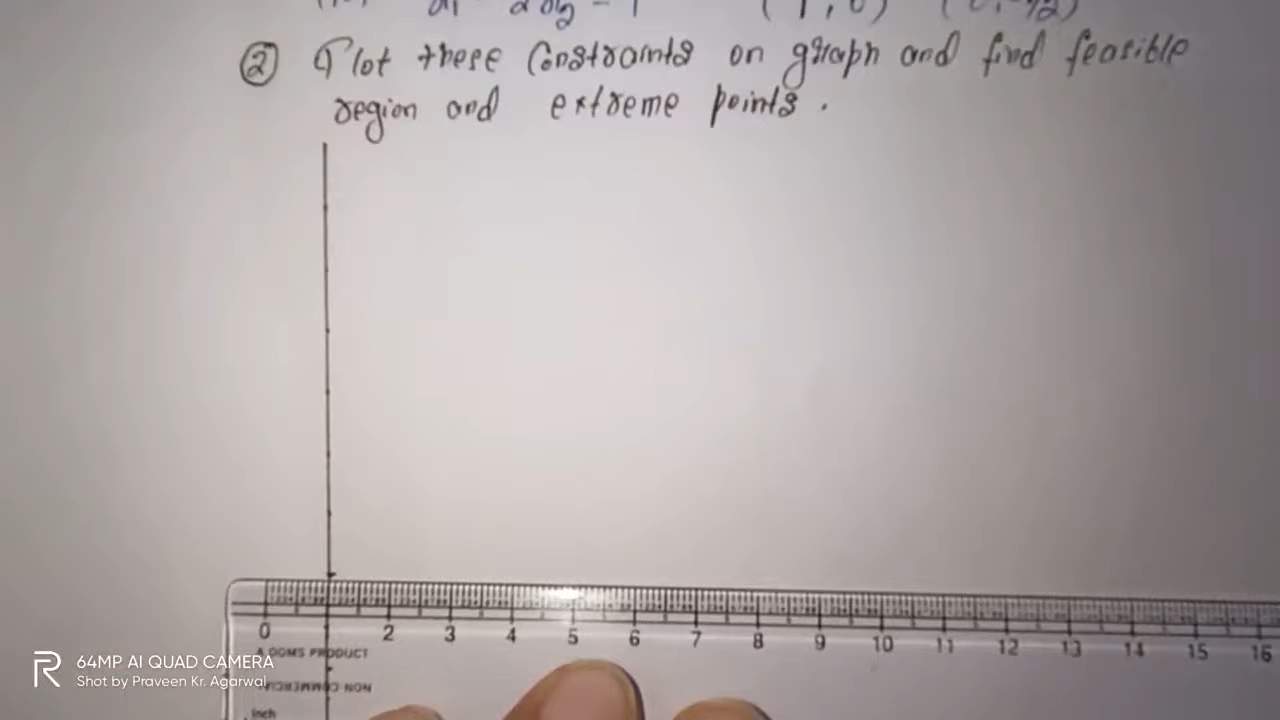 ② Plot these constraints on graph and find feasible
region and extreme points.
0 2 3 4 5 6 7 8 9 10 11 12 13 14 15 16
DOMS PRODUCT
NON COMMERCIAL
Inch
R 64MP AI QUAD CAMERA
Shot by Praveen Kr. Agarwal